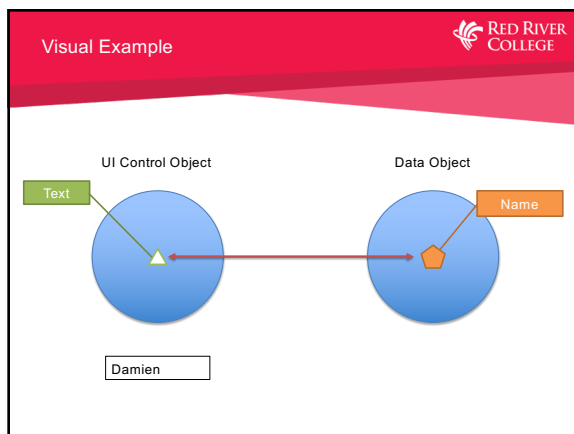 Visual Example
RED RIVER
COLLEGE
UI Control Object
Data Object
Text
Name
Damien